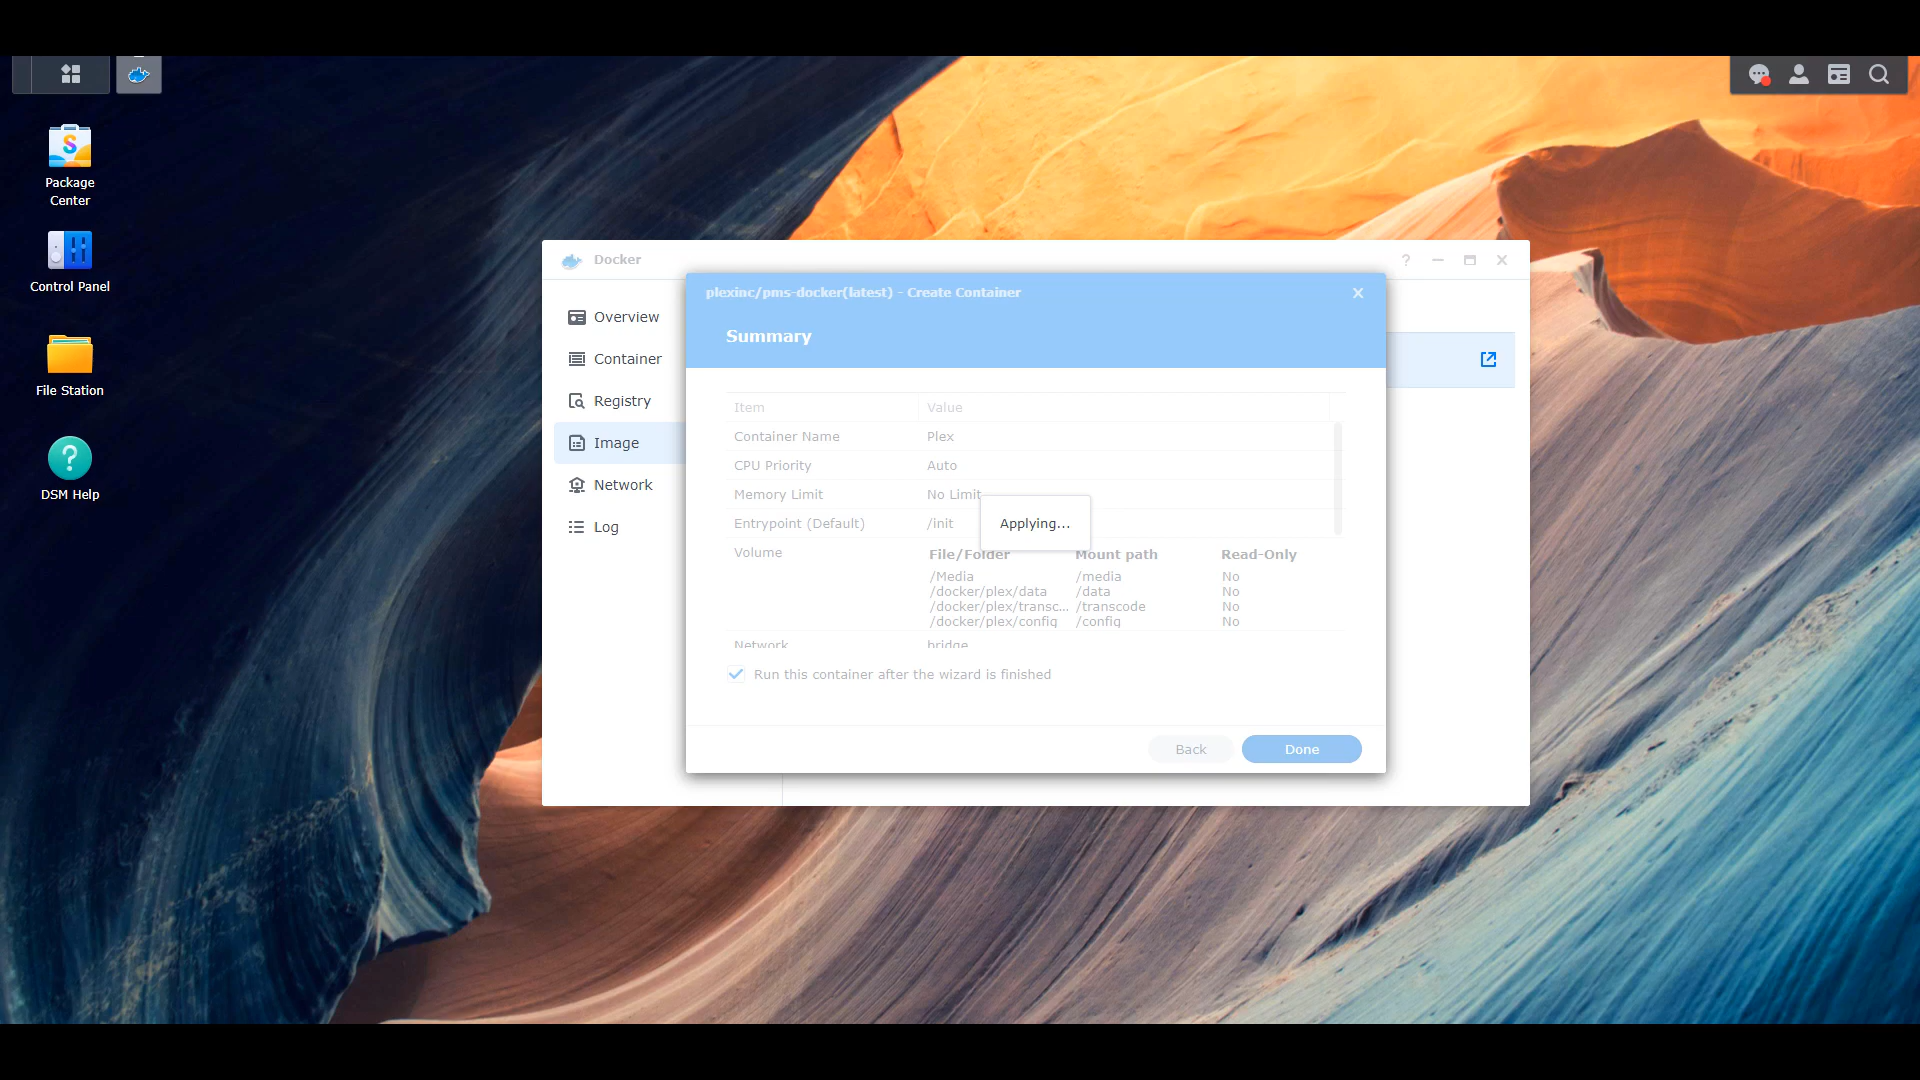 Package
Center
Control Panel
File Station
DSM Help
Docker
Overview
Container
Registry
Image
Network
Log
plexinc/pms-docker(latest) - Create Container
Summary
Item Value
Container Name Plex
CPU Priority Auto
Memory Limit No Limit
Entrypoint (Default) /init
Applying...
Volume File/Folder Mount path Read-Only
/Media /media No
/docker/plex/data /data No
/docker/plex/transc... /transcode No
/docker/plex/config /config No
Network bridge
Run this container after the wizard is finished
Back Done